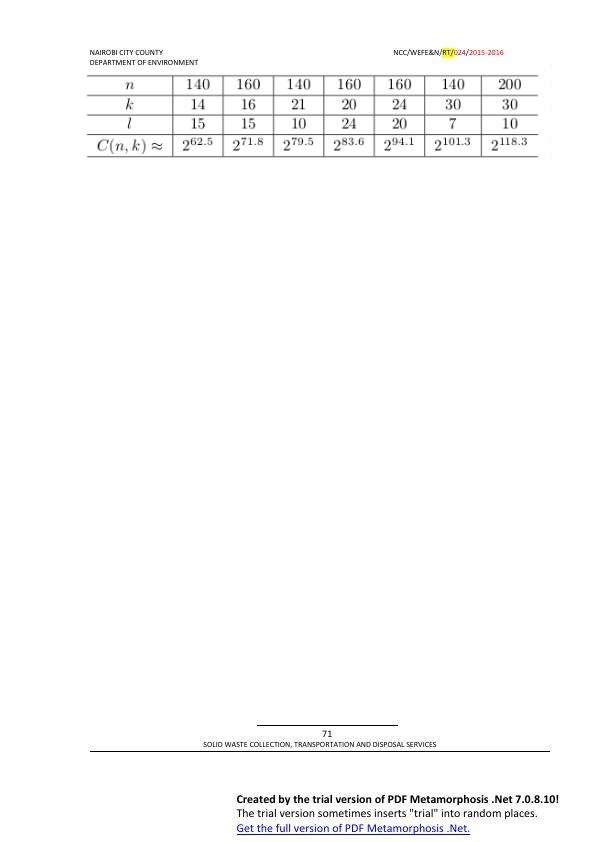 NAIROBI CITY COUNTY NCC/WEFE&N/RT/024/2015-2016
DEPARTMENT OF ENVIRONMENT
n 140 160 140 160 160 140 200
k 14 16 21 20 24 30 30
l 15 15 10 24 20 7 10
C(n, k) ≈ 2^62.5 2^71.8 2^79.5 2^83.6 2^94.1 2^101.3 2^118.3
71
SOLID WASTE COLLECTION, TRANSPORTATION AND DISPOSAL SERVICES
Created by the trial version of PDF Metamorphosis .Net 7.0.8.10!
The trial version sometimes inserts "trial" into random places.
Get the full version of PDF Metamorphosis .Net.